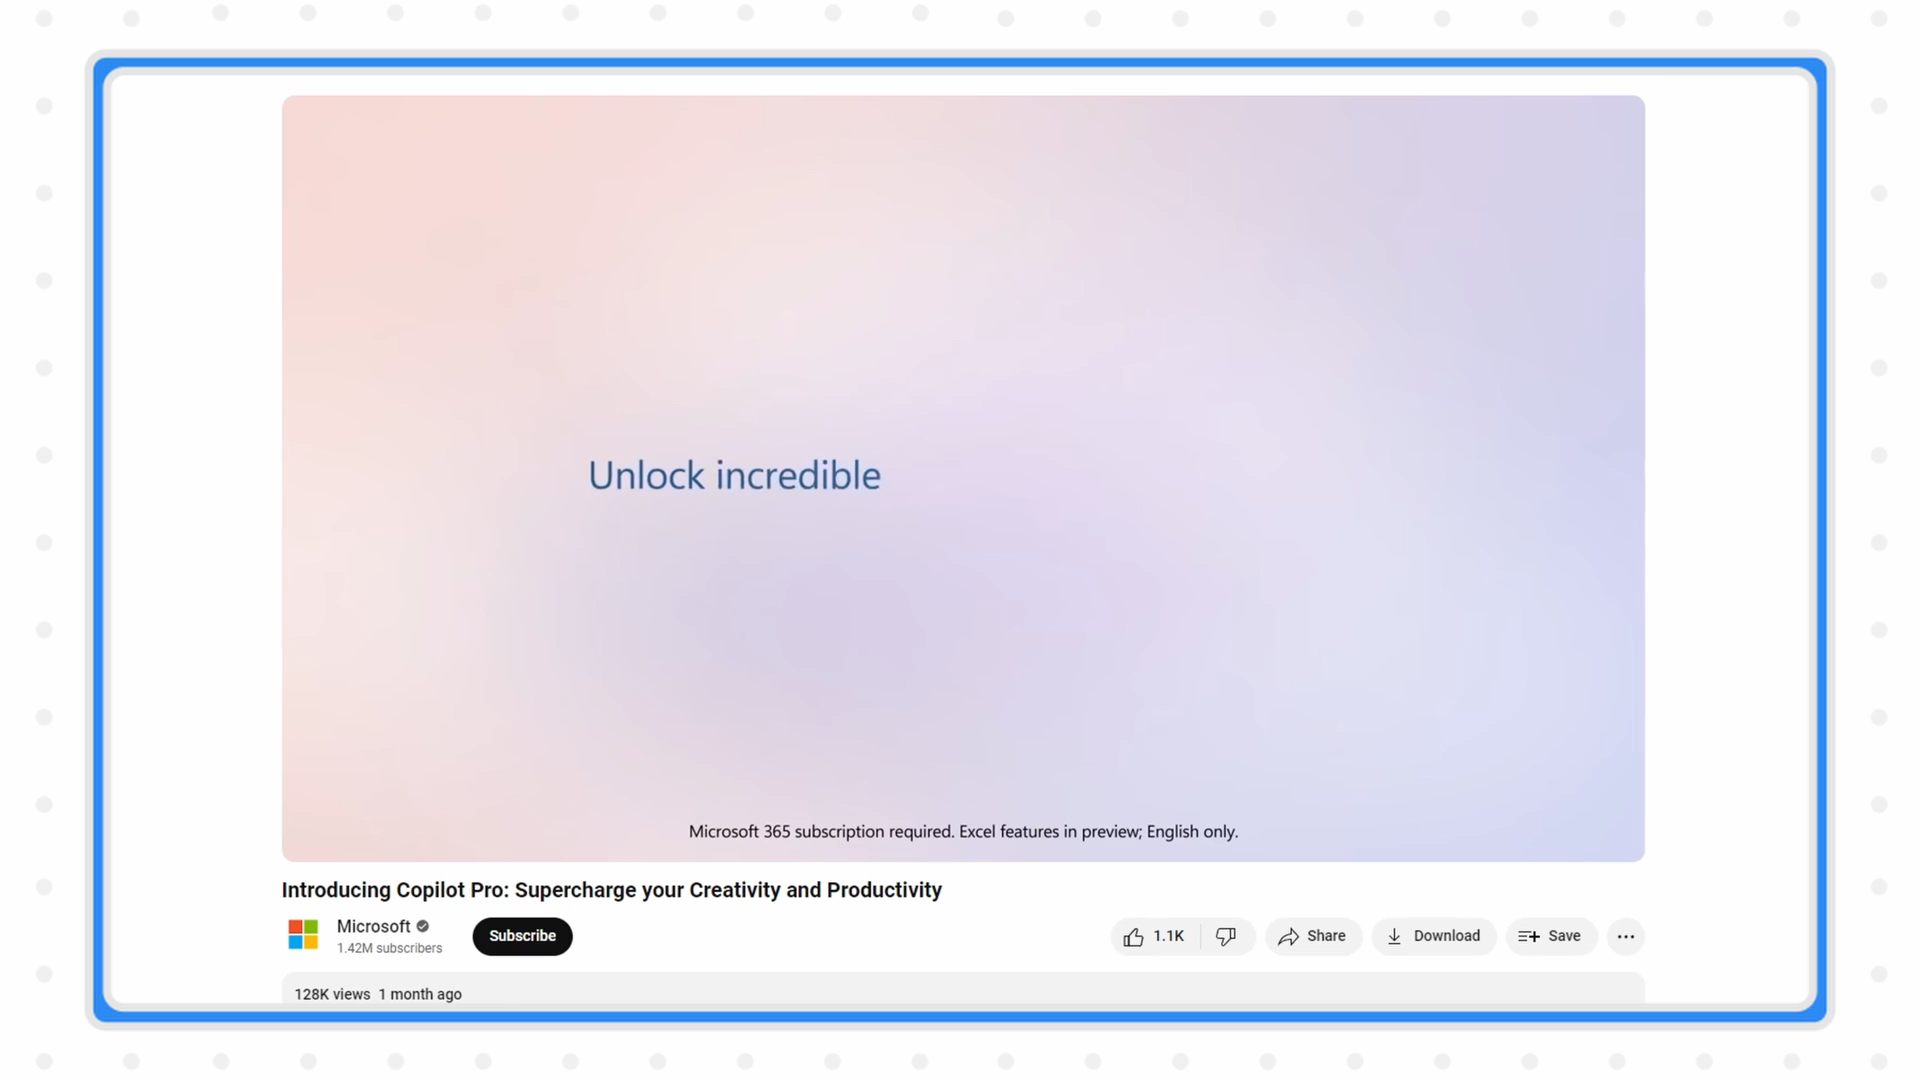 Unlock incredible
Microsoft 365 subscription required. Excel features in preview; English only.
Introducing Copilot Pro: Supercharge your Creativity and Productivity
Microsoft
1.42M subscribers
Subscribe
1.1K
Share
Download
Save
128K views 1 month ago